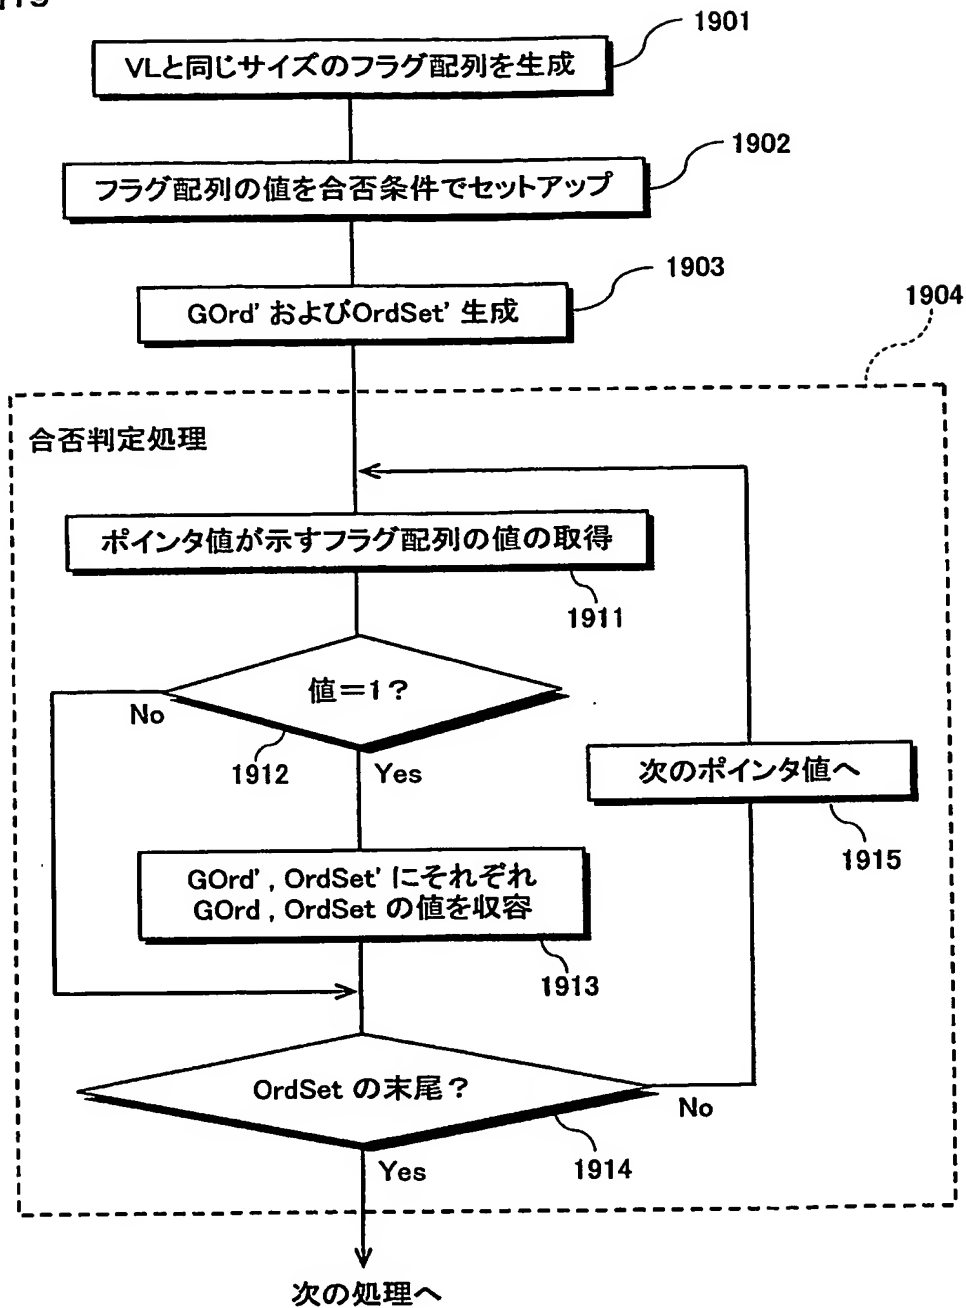 1901
VLと同じサイズのフラグ配列を生成
1902
フラグ配列の値を合否条件でセットアップ
1903
GOrd' およびOrdSet' 生成
1904
合否判定処理
ポインタ値が示すフラグ配列の値の取得
1911
値=1?
No
1912
Yes
次のポインタ値へ
1915
GOrd' , OrdSet' にそれぞれ
GOrd , OrdSet の値を収容
1913
OrdSet の末尾?
No
1914
Yes
次の処理へ